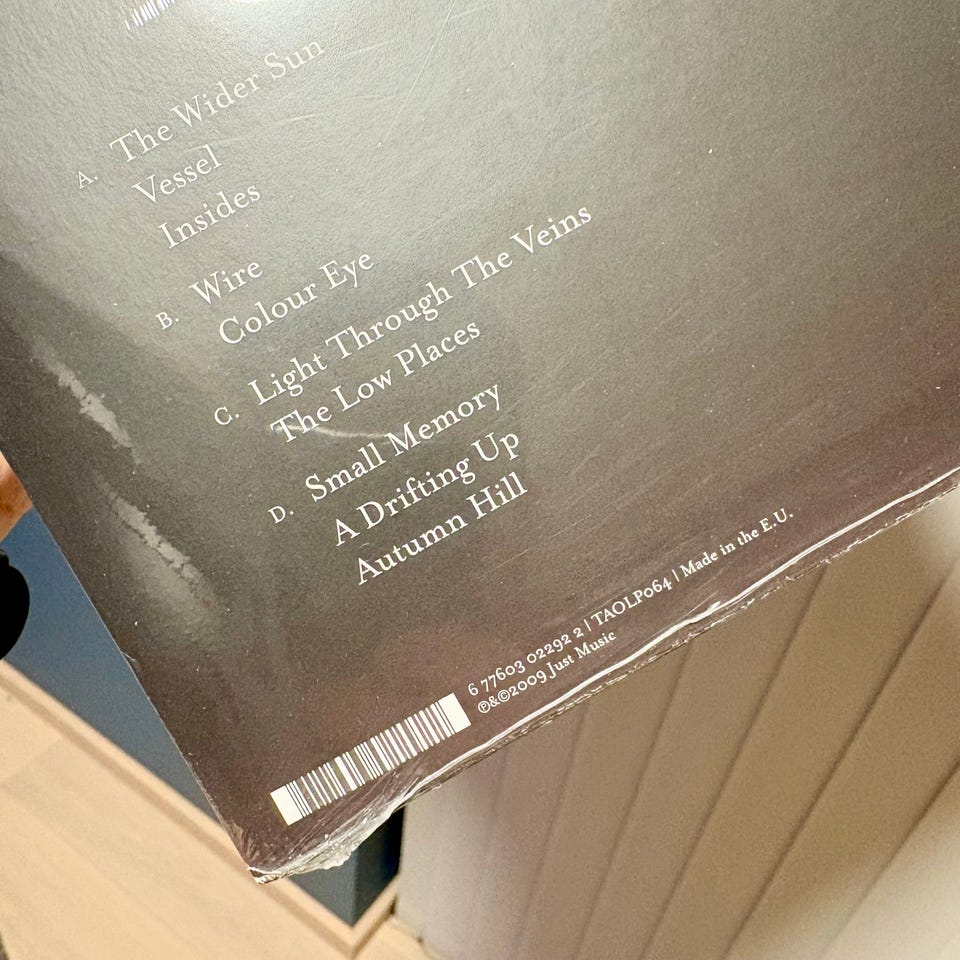 A. The Wider Sun
Vessel
Insides
B. Wire
Colour Eye
C. Light Through The Veins
The Low Places
D. Small Memory
A Drifting Up
Autumn Hill
6 77603 02292 2 | TAOLP064 | Made in the E.U.
℗&©2009 Just Music